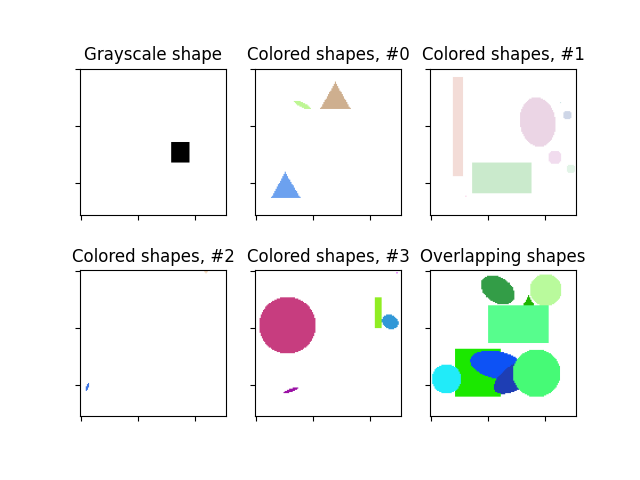 Grayscale shape
Colored shapes, #0
Colored shapes, #1
Colored shapes, #2
Colored shapes, #3
Overlapping shapes